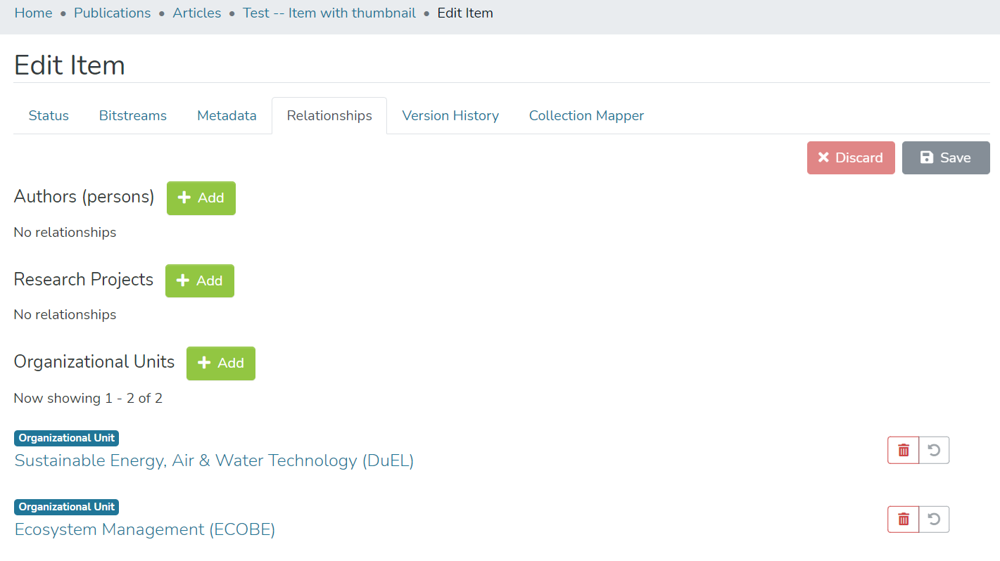 Home • Publications • Articles • Test -- Item with thumbnail • Edit Item
Edit Item
Status Bitstreams Metadata Relationships Version History Collection Mapper
Discard Save
Authors (persons) Add
No relationships
Research Projects Add
No relationships
Organizational Units Add
Now showing 1 - 2 of 2
Organizational Unit
Sustainable Energy, Air & Water Technology (DuEL)
Organizational Unit
Ecosystem Management (ECOBE)